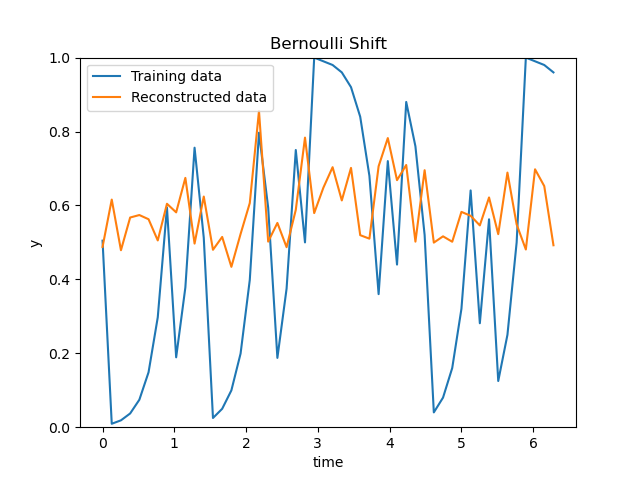 Bernoulli Shift
Training data
Reconstructed data
1.0
0.8
0.6
0.4
0.2
0.0
y
0 1 2 3 4 5 6
time